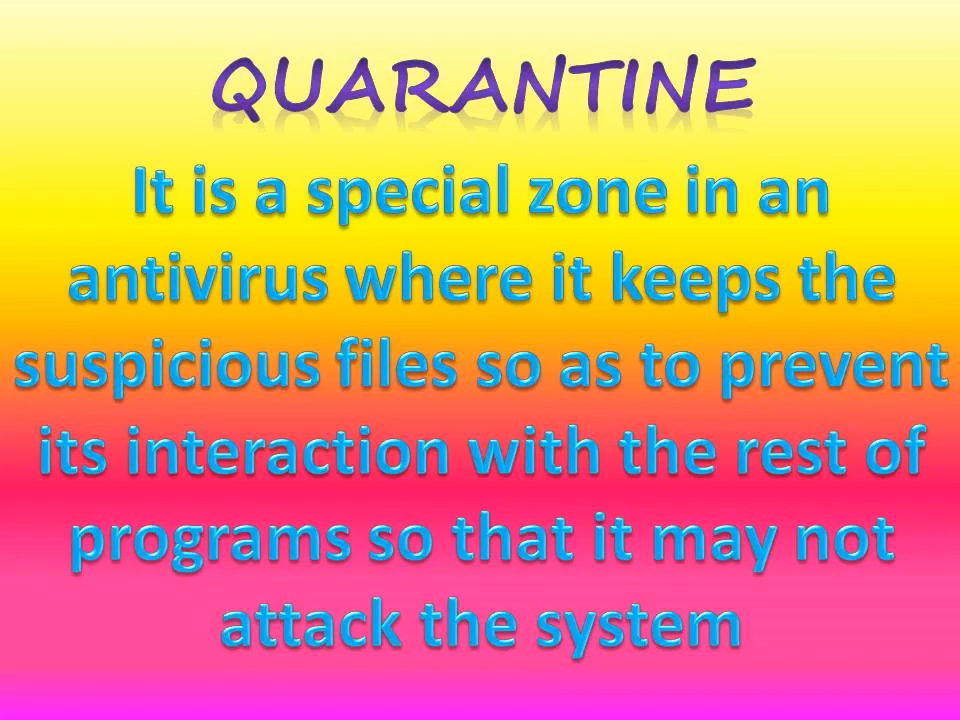 QUARANTINE
It is a special zone in an
antivirus where it keeps the
suspicious files so as to prevent
its interaction with the rest of
programs so that it may not
attack the system